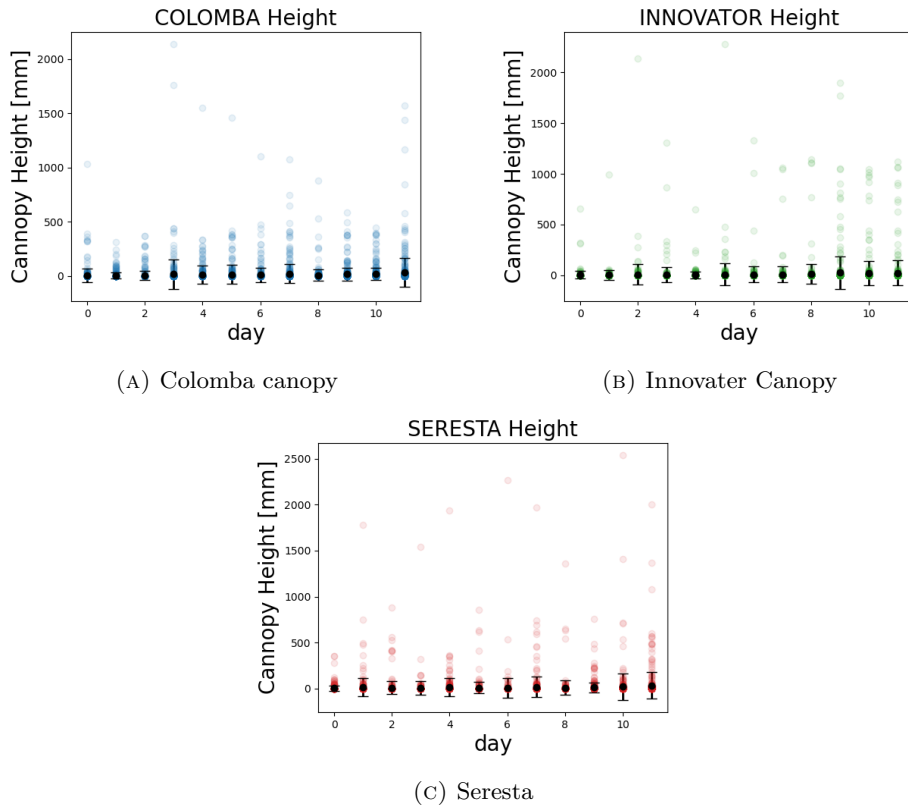 COLOMBA Height
Cannopy Height [mm]
2000
1500
1000
500
0
0 2 4 6 8 10
day
(A) Colomba canopy
INNOVATOR Height
Cannopy Height [mm]
2000
1500
1000
500
0
0 2 4 6 8 10
day
(B) Innovater Canopy
SERESTA Height
Cannopy Height [mm]
2500
2000
1500
1000
500
0
0 2 4 6 8 10
day
(C) Seresta